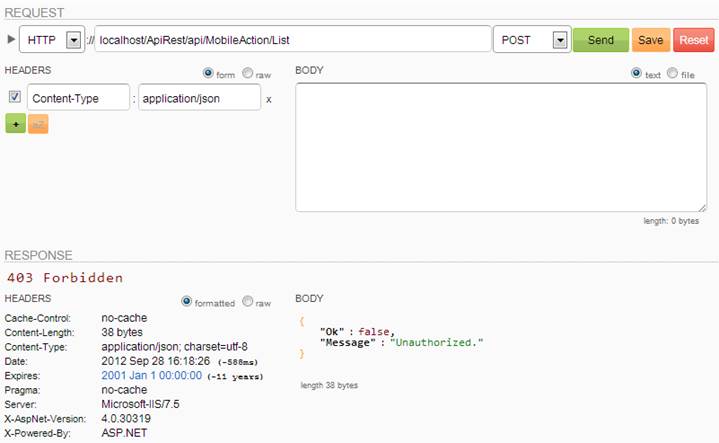 REQUEST
HTTP :// localhost/ApiRest/api/MobileAction/List POST Send Save Reset
HEADERS form raw
Content-Type : application/json x
+
BODY text file
length: 0 bytes
RESPONSE
403 Forbidden
HEADERS formatted raw
Cache-Control: no-cache
Content-Length: 38 bytes
Content-Type: application/json; charset=utf-8
Date: 2012 Sep 28 16:18:26 (-588ms)
Expires: 2001 Jan 1 00:00:00 (-11 years)
Pragma: no-cache
Server: Microsoft-IIS/7.5
X-AspNet-Version: 4.0.30319
X-Powered-By: ASP.NET
BODY
{
"Ok" : false,
"Message" : "Unauthorized."
}
length 38 bytes